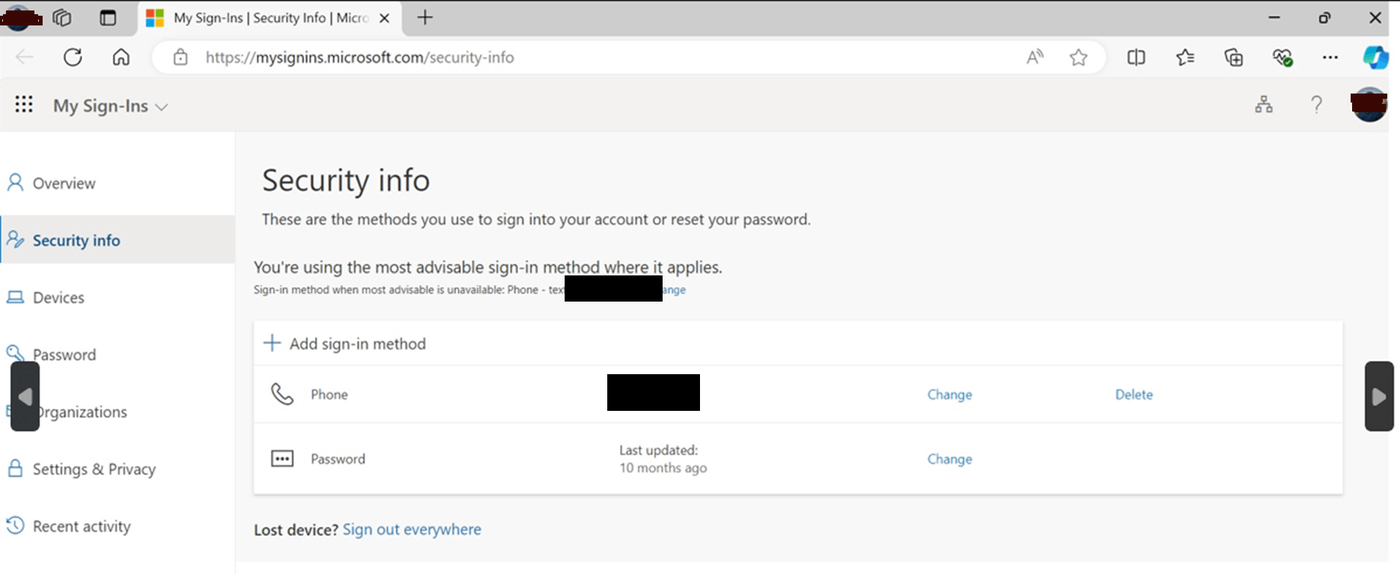 My Sign-Ins | Security Info | Micro
https://mysignins.microsoft.com/security-info
My Sign-Ins
Overview
Security info
Devices
Password
Organizations
Settings & Privacy
Recent activity
Security info
These are the methods you use to sign into your account or reset your password.
You're using the most advisable sign-in method where it applies.
Sign-in method when most advisable is unavailable: Phone -
Add sign-in method
Phone Change Delete
Password Last updated: Change
10 months ago
Lost device? Sign out everywhere